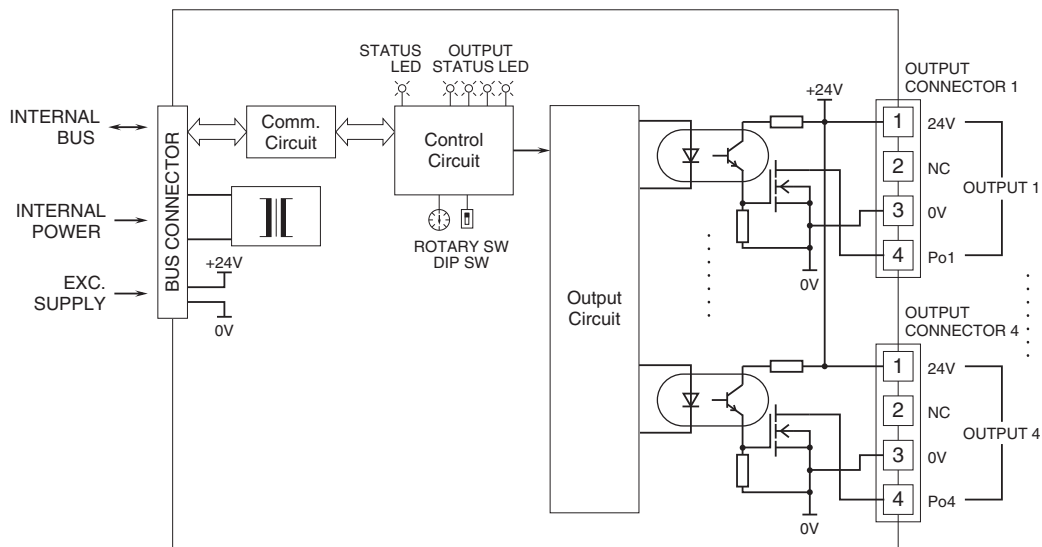 STATUS
LED
OUTPUT
STATUS LED
INTERNAL
BUS
BUS CONNECTOR
Comm.
Circuit
Control
Circuit
INTERNAL
POWER
ROTARY SW
DIP SW
EXC.
SUPPLY
+24V
0V
Output
Circuit
+24V
OUTPUT
CONNECTOR 1
1
24V
2
NC
3
0V
4
Po1
OUTPUT 1
0V
OUTPUT
CONNECTOR 4
1
24V
2
NC
3
0V
4
Po4
OUTPUT 4
0V